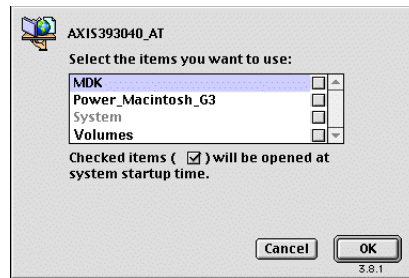 AXIS393040_AT
Select the items you want to use:
MDK
Power_Macintosh_G3
System
Volumes
Checked items ( ) will be opened at
system startup time.
Cancel
OK
3.8.1